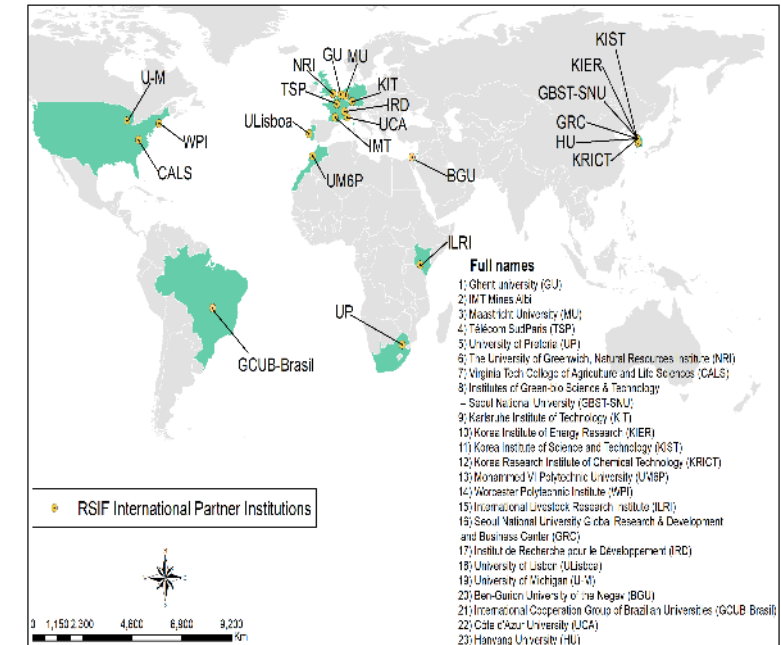 KIST
GU MU
NRI
KIER
U-M
TSP
KIT
GBST-SNU
IRD
ULisboa
UCA
GRC
WPI
IMT
HU
CALS
UM6P
BGU
KRICT
ILRI
Full names
1) Ghent university (GU)
2) IMT Mines Albi
3) Maastricht University (MU)
4) Télécom SudParis (TSP)
UP
5) University of Pretoria (UP)
6) The University of Greenwich, Natural Resources Institute (NRI)
GCUB-Brasil
7) Virginia Tech College of Agriculture and Life Sciences (CALS)
8) Institutes of Green-bio Science & Technology
– Seoul National University (GBST-SNU)
9) Karlsruhe Institute of Technology (KIT)
10) Korea Institute of Energy Research (KIER)
11) Korea Institute of Science and Technology (KIST)
12) Korea Research Institute of Chemical Technology (KRICT)
13) Mohammed VI Polytechnic University (UM6P)
14) Worcester Polytechnic Institute (WPI)
15) International Livestock Research Institute (ILRI)
16) Seoul National University Global Research & Development
and Business Center (GRC)
17) Institut de Recherche pour le Développement (IRD)
18) University of Lisbon (ULisboa)
19) University of Michigan (U-M)
20) Ben-Gurion University of the Negev (BGU)
21) International Cooperation Group of Brazilian Universities (GCUB Brasil)
22) Côte d'Azur University (UCA)
23) Hanyang University (HU)
RSIF International Partner Institutions
0 1,150 2,300 4,600 6,900 9,200
Km